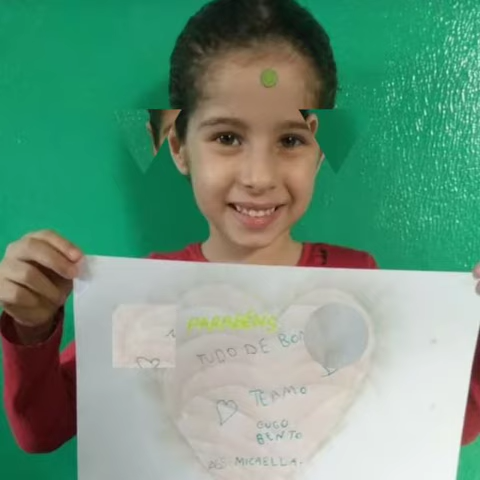 PARABÉNS
TUDO DE
TEAMO
BENTO
ASS: MICAELLA.